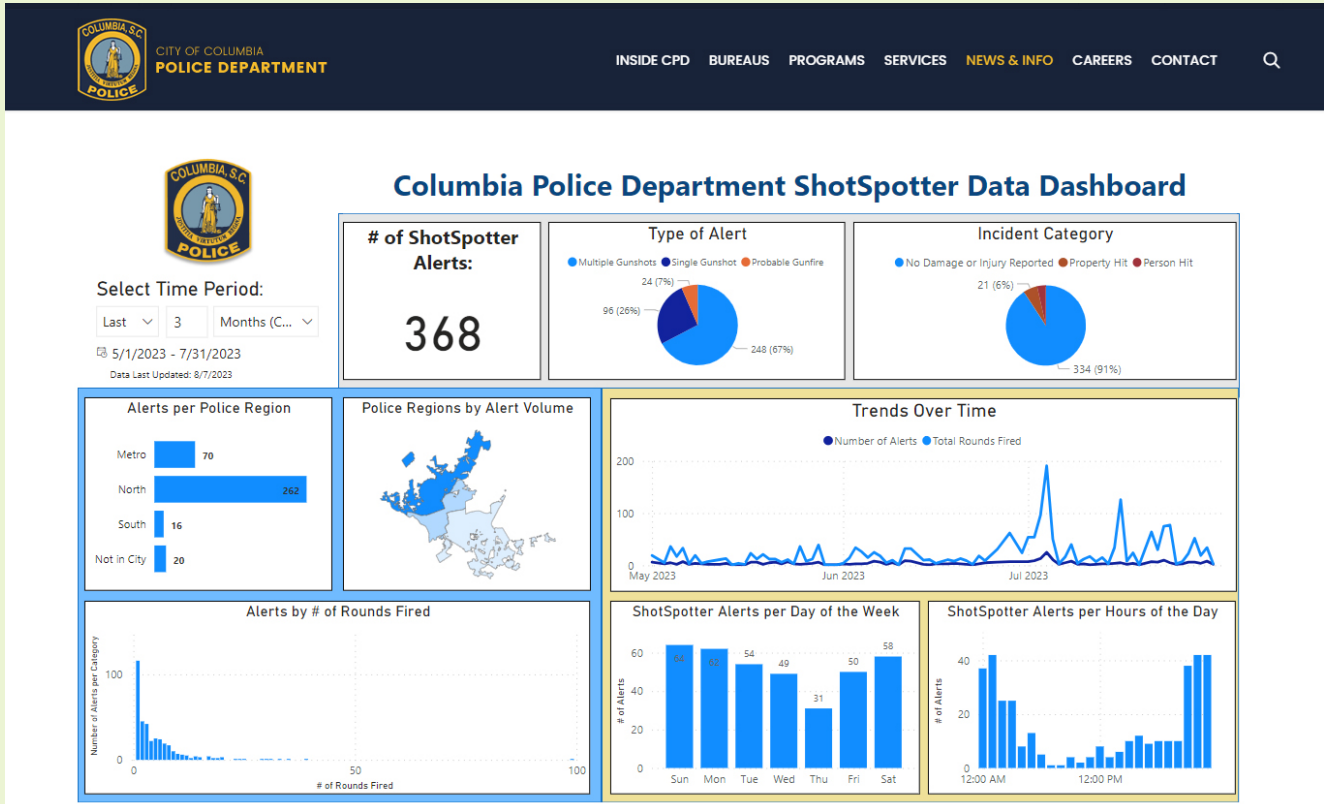 COLUMBIA, S.C.
POLICE
CITY OF COLUMBIA
POLICE DEPARTMENT
INSIDE CPD BUREAUS PROGRAMS SERVICES NEWS & INFO CAREERS CONTACT
COLUMBIA, S.C.
JUSTITIA VIRTUTUM REGINA
POLICE
Columbia Police Department ShotSpotter Data Dashboard
Select Time Period:
Last 3 Months (C...
5/1/2023 - 7/31/2023
Data Last Updated: 8/7/2023
# of ShotSpotter
Alerts:
368
Type of Alert
Multiple Gunshots Single Gunshot Probable Gunfire
24 (7%)
96 (26%)
248 (67%)
Incident Category
No Damage or Injury Reported Property Hit Person Hit
21 (6%)
334 (91%)
Alerts per Police Region
Metro 70
North 262
South 16
Not in City 20
Police Regions by Alert Volume
Trends Over Time
Number of Alerts Total Rounds Fired
200
100
0
May 2023 Jun 2023 Jul 2023
Alerts by # of Rounds Fired
Number of Alerts per Category
100
0
0 50 100
# of Rounds Fired
ShotSpotter Alerts per Day of the Week
# of Alerts
60
40
20
0
64 62 54 49 31 50 58
Sun Mon Tue Wed Thu Fri Sat
ShotSpotter Alerts per Hours of the Day
# of Alerts
40
20
0
12:00 AM 12:00 PM